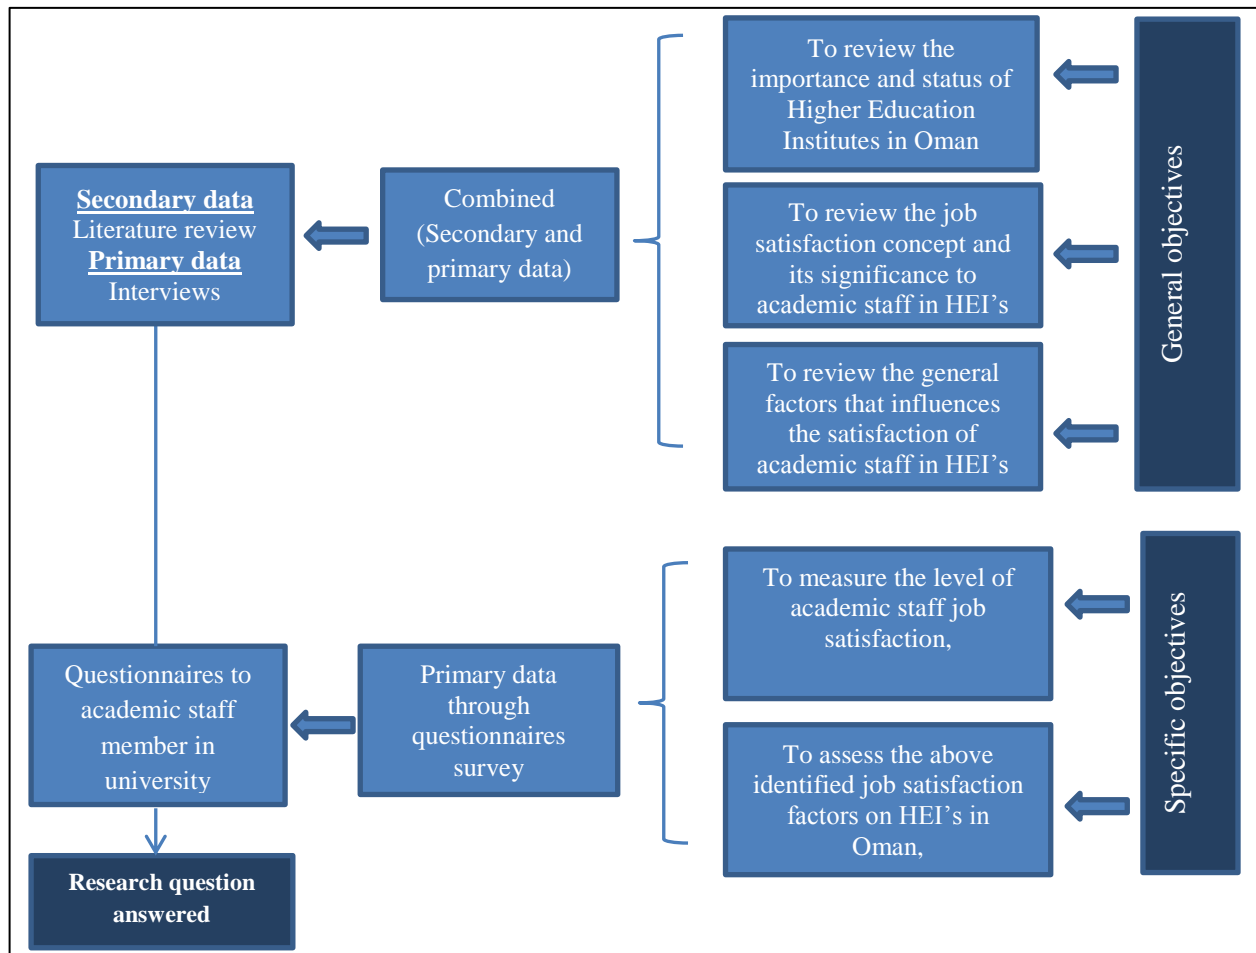 To review the
importance and status of
Higher Education
Institutes in Oman
General objectives
Secondary data
Literature review
Primary data
Interviews
Combined
(Secondary and
primary data)
To review the job
satisfaction concept and
its significance to
academic staff in HEI’s
To review the general
factors that influences
the satisfaction of
academic staff in HEI’s
To measure the level of
academic staff job
satisfaction,
Specific objectives
Questionnaires to
academic staff
member in
university
Primary data
through
questionnaires
survey
To assess the above
identified job satisfaction
factors on HEI’s in
Oman,
Research question
answered